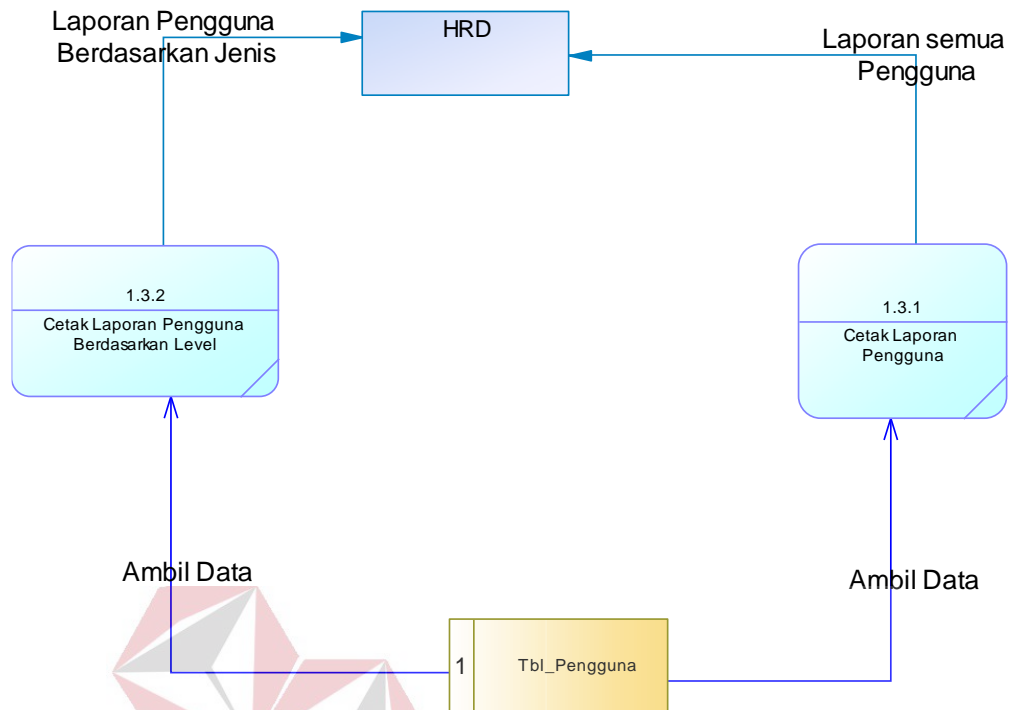 Laporan Pengguna
Berdasarkan Jenis
HRD
Laporan semua
Pengguna
1.3.2
Cetak Laporan Pengguna
Berdasarkan Level
1.3.1
Cetak Laporan
Pengguna
Ambil Data
Ambil Data
1
Tbl_Pengguna